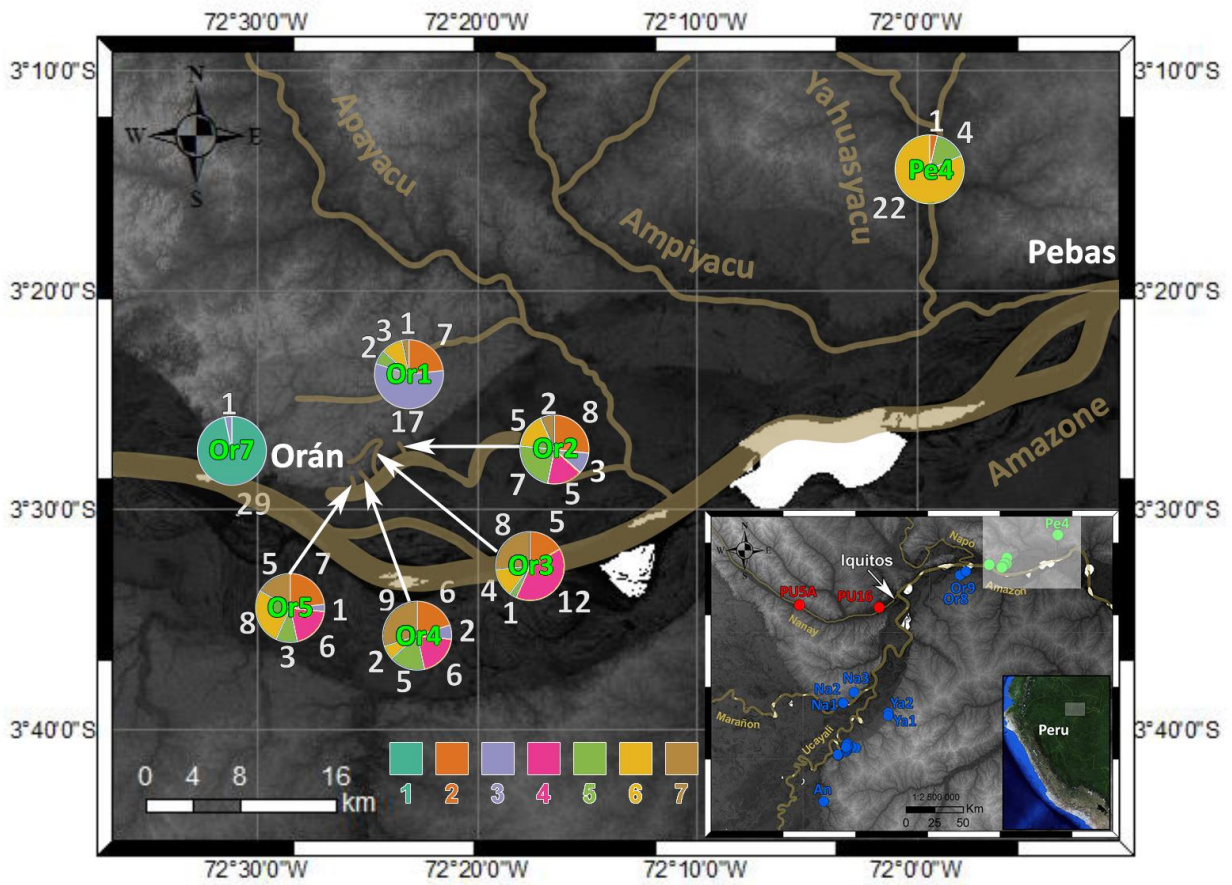 72°30'0"W 72°20'0"W 72°10'0"W 72°0'0"W
3°10'0"S 3°10'0"S
N
W E
S
Apayacu
Yahuasyacu
1 4
Pe4
22
Ampiyacu
Pebas
3°20'0"S 3°20'0"S
2 3 1 7
Or1
17
1
Or7
29
Orán
5 2 8
Or2
7 5 3
Amazone
3°30'0"S 3°30'0"S
8 5
Or3
4 1 12
5 7
Or5
8 3 6 1
9 6
Or4
2 5 6 2
3°40'0"S 3°40'0"S
1 2 3 4 5 6 7
0 4 8 16
km
N
W E
S
Napo
Pe4
Iquitos
Amazon
PU5A
PU16
Or9
Or8
Nanay
Na3
Na2
Na1
Ya2
Ya1
Marañon
Ucayali
An
1:2 500 000
Km
0 25 50
Peru
72°30'0"W 72°20'0"W 72°10'0"W 72°0'0"W